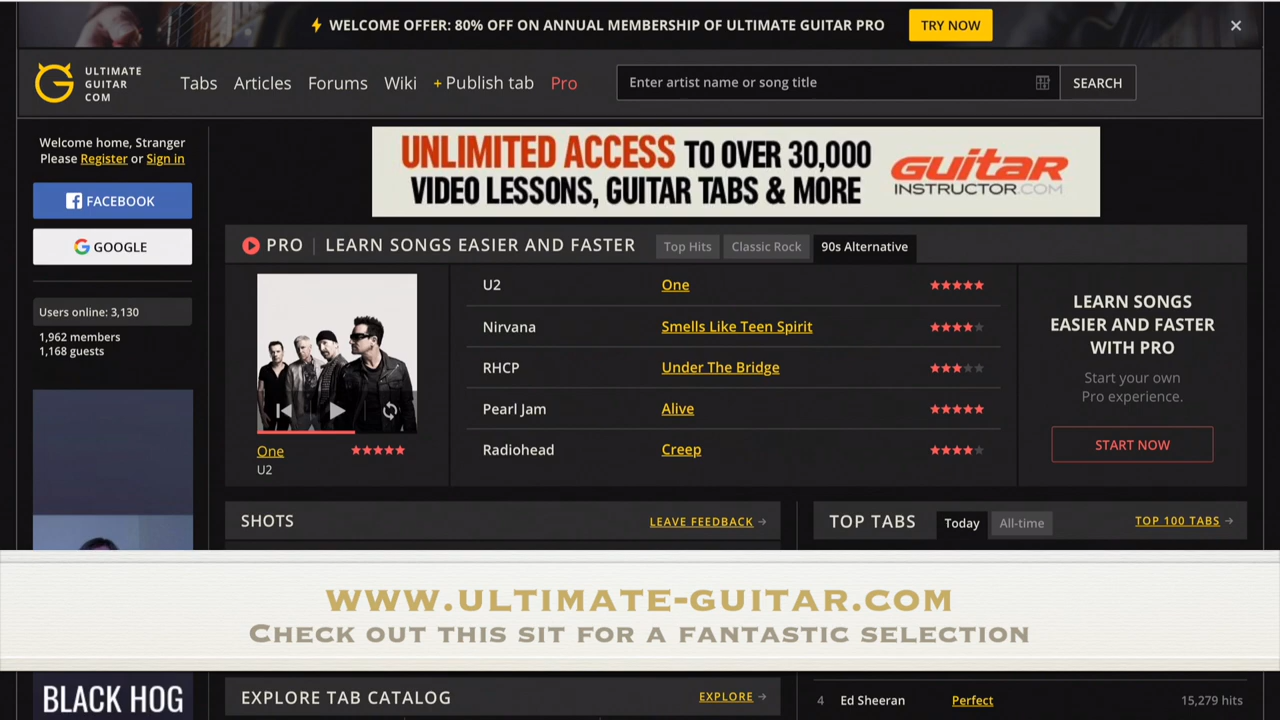 WELCOME OFFER: 80% OFF ON ANNUAL MEMBERSHIP OF ULTIMATE GUITAR PRO
TRY NOW
ULTIMATE
GUITAR
COM
Tabs
Articles
Forums
Wiki
+ Publish tab
Pro
Enter artist name or song title
SEARCH
Welcome home, Stranger
Please Register or Sign in
FACEBOOK
GOOGLE
Users online: 3,130
1,962 members
1,168 guests
UNLIMITED ACCESS TO OVER 30,000
VIDEO LESSONS, GUITAR TABS & MORE
GUITAR
INSTRUCTOR.COM
PRO | LEARN SONGS EASIER AND FASTER
Top Hits
Classic Rock
90s Alternative
One
U2
U2 One
Nirvana Smells Like Teen Spirit
RHCP Under The Bridge
Pearl Jam Alive
Radiohead Creep
LEARN SONGS
EASIER AND FASTER
WITH PRO
Start your own
Pro experience.
START NOW
SHOTS
LEAVE FEEDBACK
TOP TABS
Today
All-time
TOP 100 TABS
WWW.ULTIMATE-GUITAR.COM
CHECK OUT THIS SIT FOR A FANTASTIC SELECTION
BLACK HOG
EXPLORE TAB CATALOG
EXPLORE
4 Ed Sheeran Perfect 15,279 hits